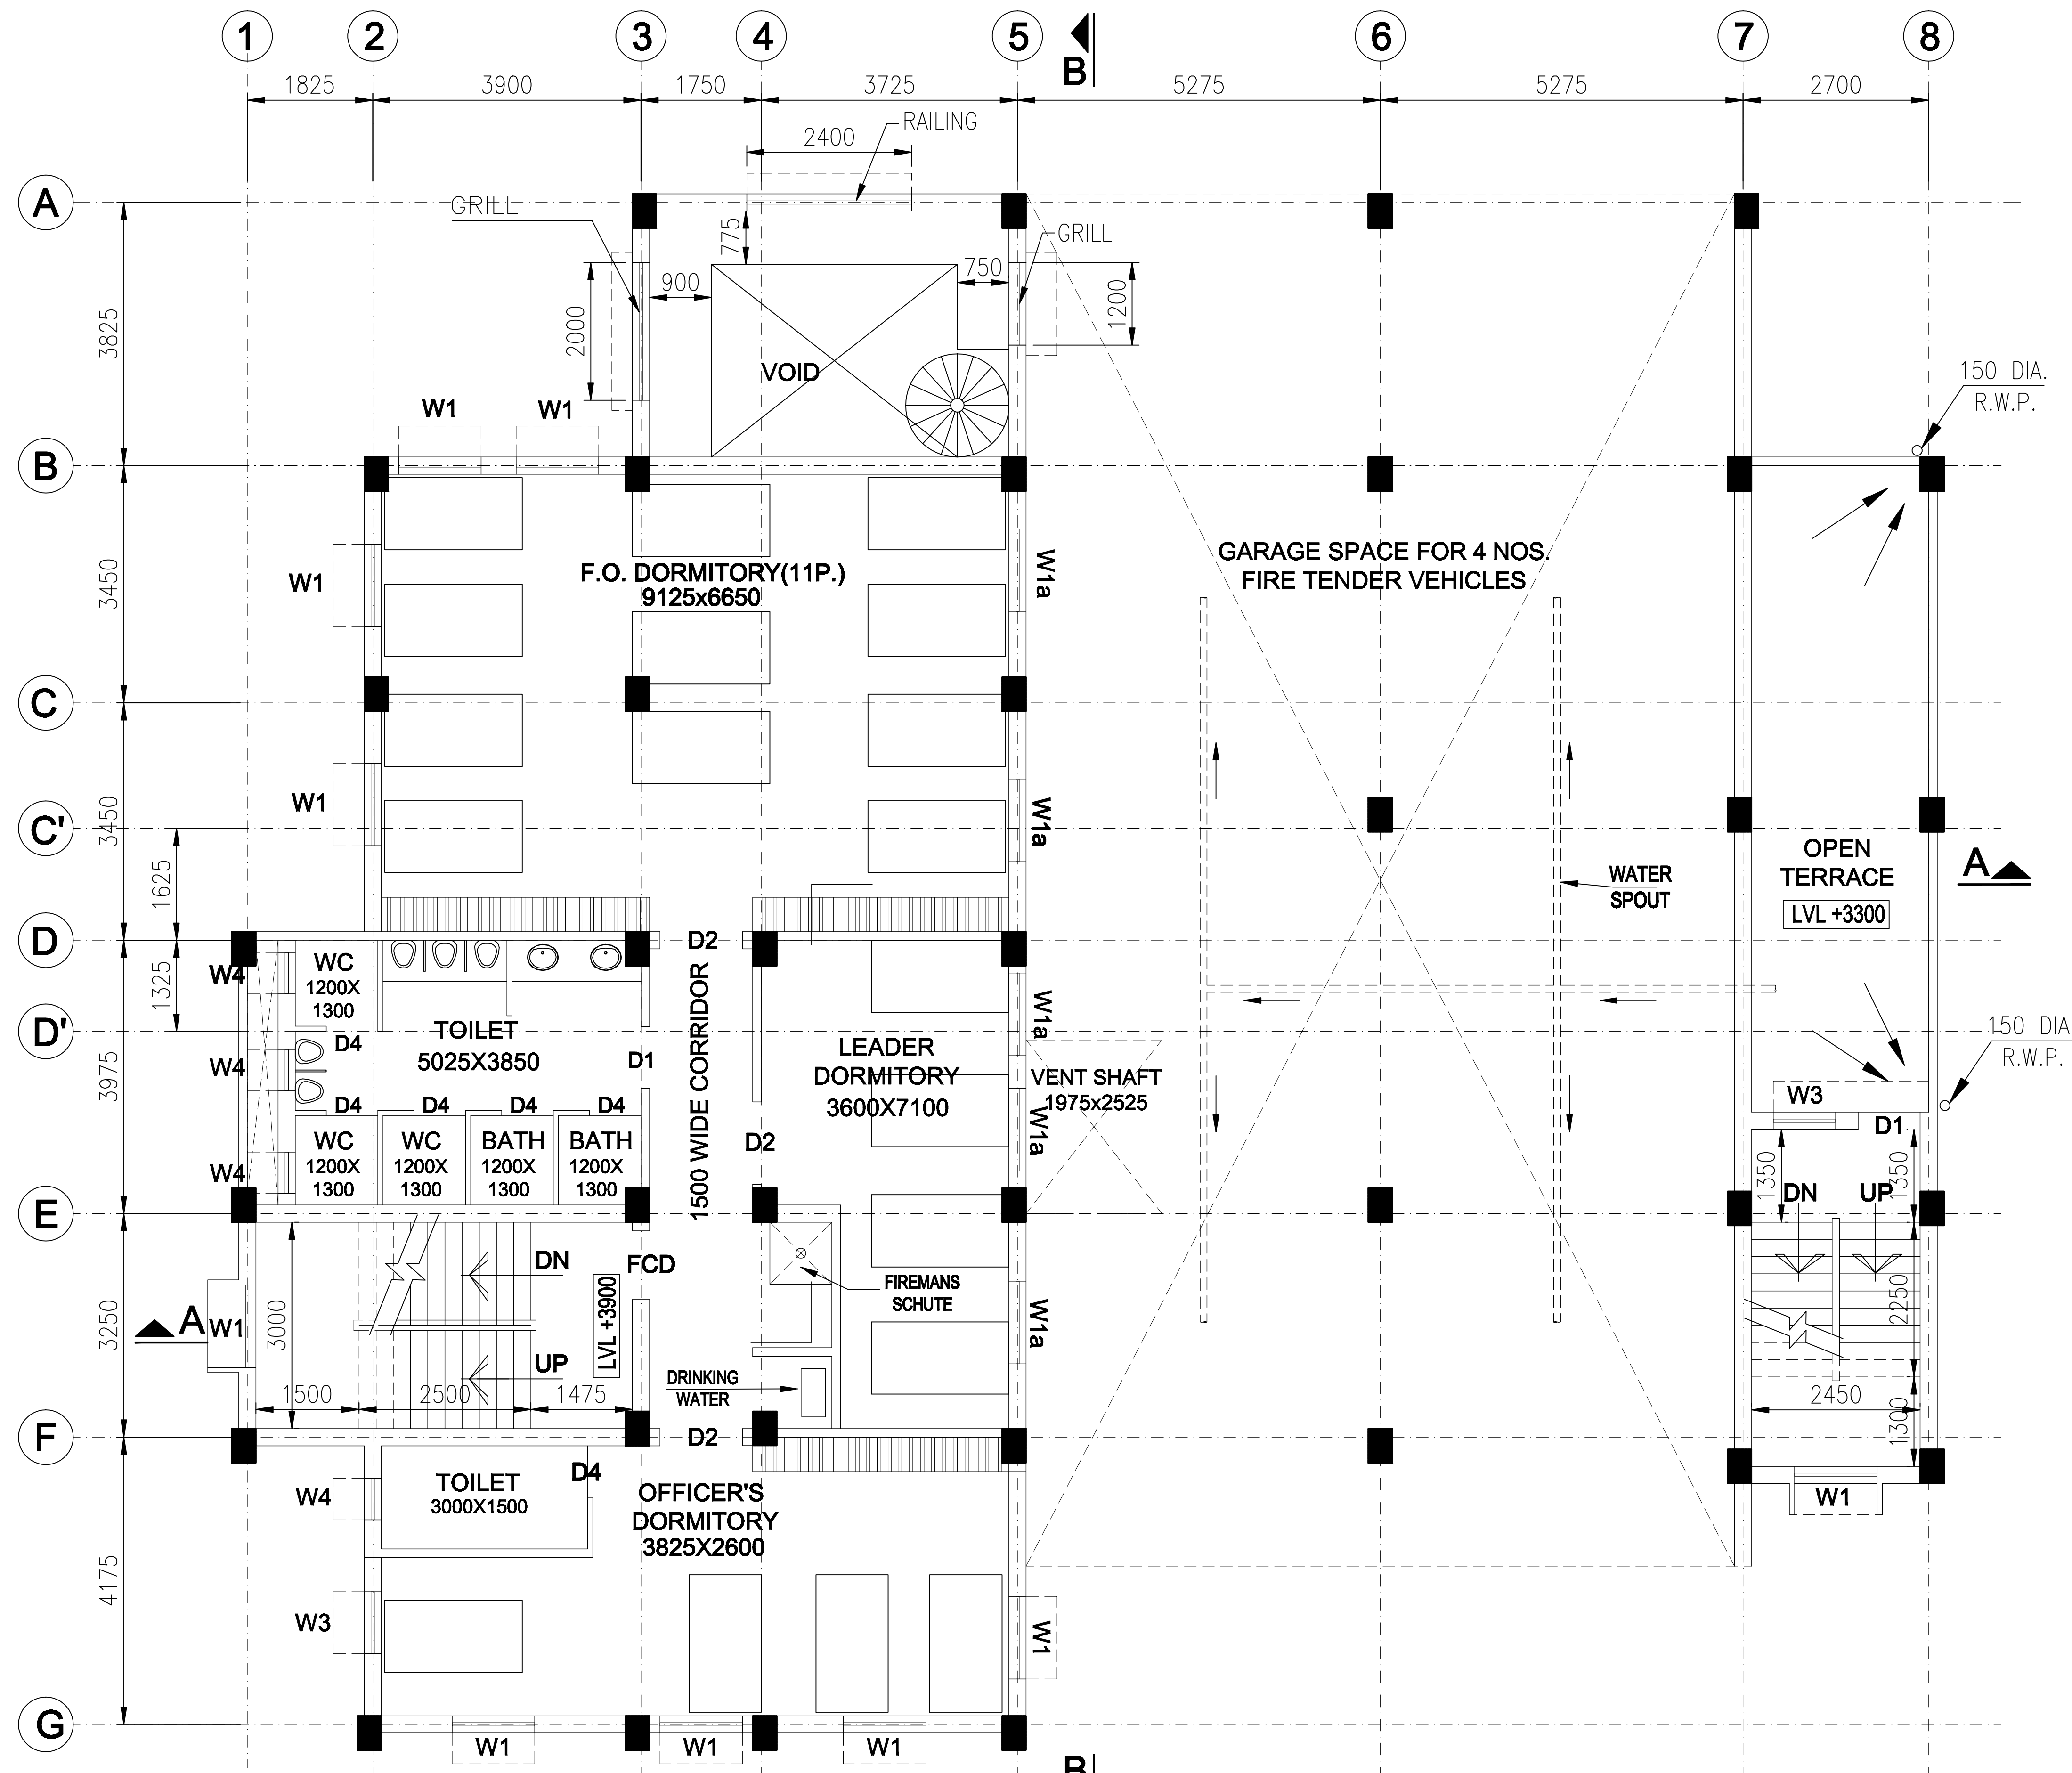 1
2
3
4
5
6
7
8
B
1825
3900
1750
3725
5275
5275
2700
RAILING
2400
A
GRILL
775
GRILL
900
750
2000
1200
3825
VOID
150 DIA.
R.W.P.
W1
W1
B
GARAGE SPACE FOR 4 NOS.
FIRE TENDER VEHICLES
F.O. DORMITORY(11P.)
9125x6650
W1
W1a
3450
C
3450
W1
W1a
C'
1625
OPEN
TERRACE
LVL +3300
A
WATER
SPOUT
D
D2
W4
WC
1200X
1300
1325
D'
TOILET
5025X3850
D4
D1
1500 WIDE CORRIDOR
LEADER
DORMITORY
3600X7100
W1a
150 DIA
R.W.P.
VENT SHAFT
1975x2525
W4
3975
W3
D1
D4
D4
D4
D4
W1a
WC
1200X
1300
WC
1200X
1300
BATH
1200X
1300
BATH
1200X
1300
D2
W4
1350
1350
DN
UP
E
DN
FCD
FIREMANS
SCHUTE
LVL +3900
3250
A
W1
3000
W1a
2250
UP
DRINKING
WATER
1500
2500
1475
2450
1300
F
D2
TOILET
3000X1500
D4
W4
OFFICER'S
DORMITORY
3825X2600
W1
4175
W3
W1
G
W1
W1
W1
B